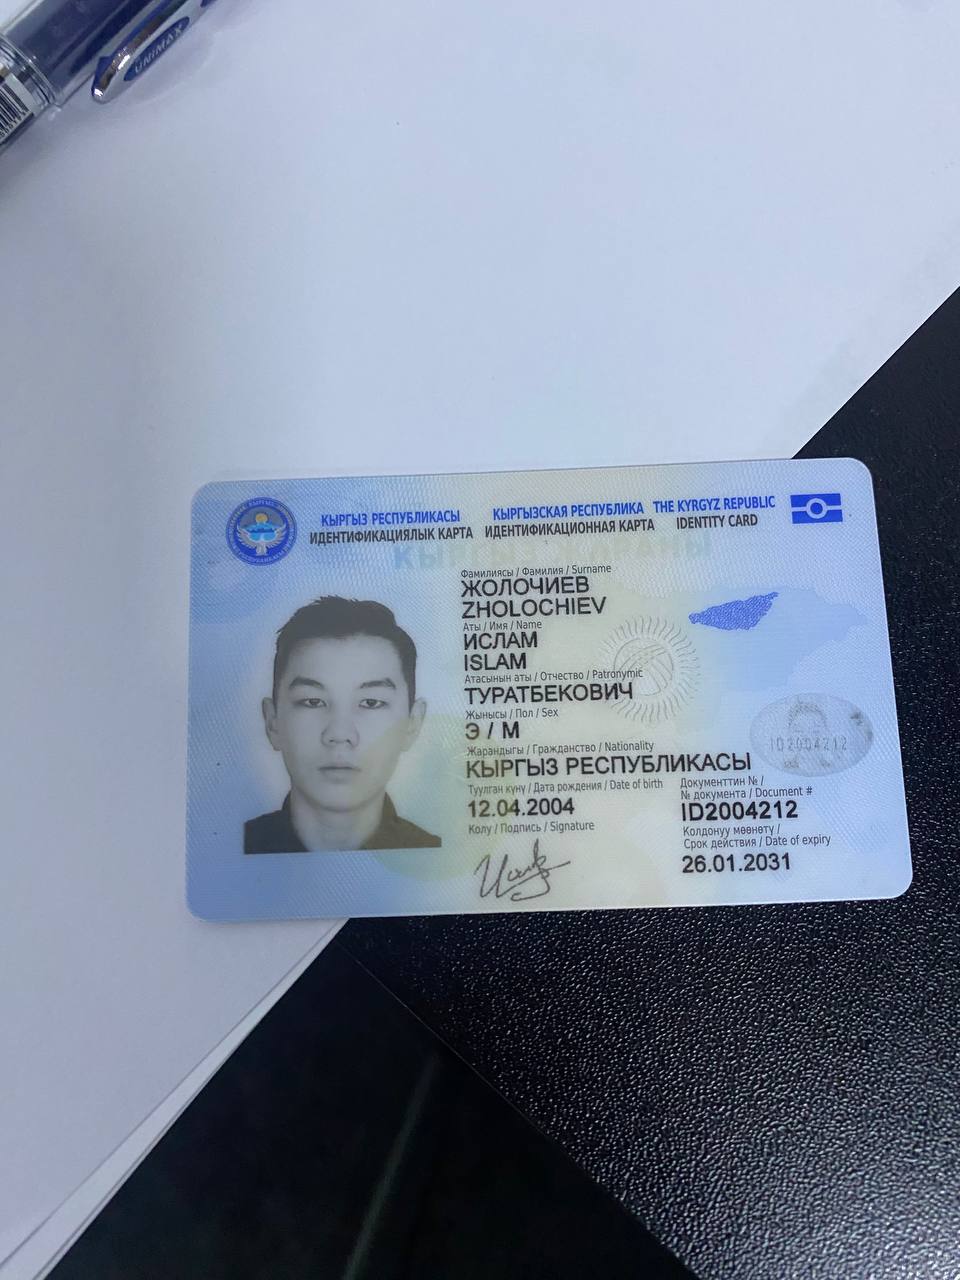 UNIMAX
КЫРГЫЗ РЕСПУБЛИКАСЫ КЫРГЫЗСКАЯ РЕСПУБЛИКА THE KYRGYZ REPUBLIC
ИДЕНТИФИКАЦИЯЛЫК КАРТА ИДЕНТИФИКАЦИОННАЯ КАРТА IDENTITY CARD
Фамилиясы / Фамилия / Surname
ЖОЛОЧИЕВ
ZHOLOCHIEV
Аты / Имя / Name
ИСЛАМ
ISLAM
Атасынын аты / Отчество / Patronymic
ТУРАТБЕКОВИЧ
Жынысы / Пол / Sex
Э / М
Жарандыгы / Гражданство / Nationality
КЫРГЫЗ РЕСПУБЛИКАСЫ
Туулган күнү / Дата рождения / Date of birth
12.04.2004
Документтин № /
№ документа / Document #
ID2004212
Колу / Подпись / Signature
Колдонуу мөөнөтү /
Срок действия / Date of expiry
26.01.2031
ID2004212